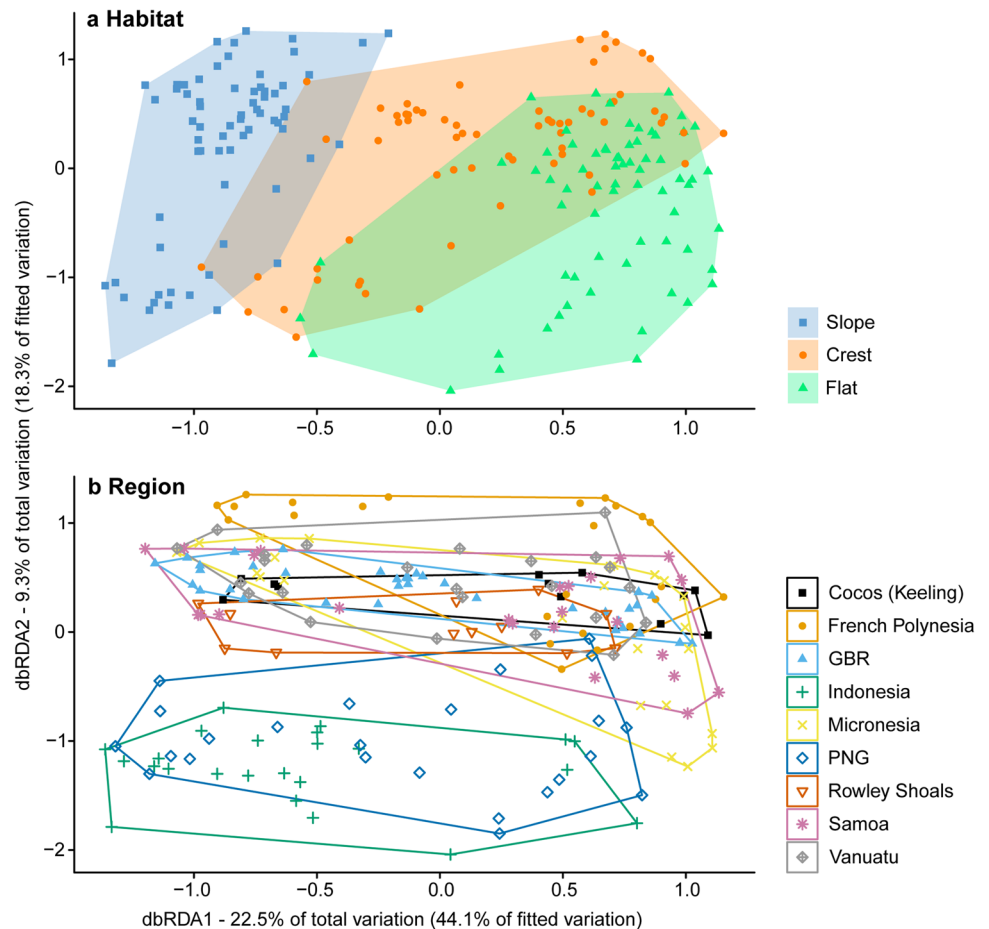 a Habitat
1
0
−1
−2
−1.0 −0.5 0.0 0.5 1.0
Slope
Crest
Flat
dbRDA2 - 9.3% of total variation (18.3% of fitted variation)
b Region
1
0
−1
−2
−1.0 −0.5 0.0 0.5 1.0
dbRDA1 - 22.5% of total variation (44.1% of fitted variation)
Cocos (Keeling)
French Polynesia
GBR
Indonesia
Micronesia
PNG
Rowley Shoals
Samoa
Vanuatu